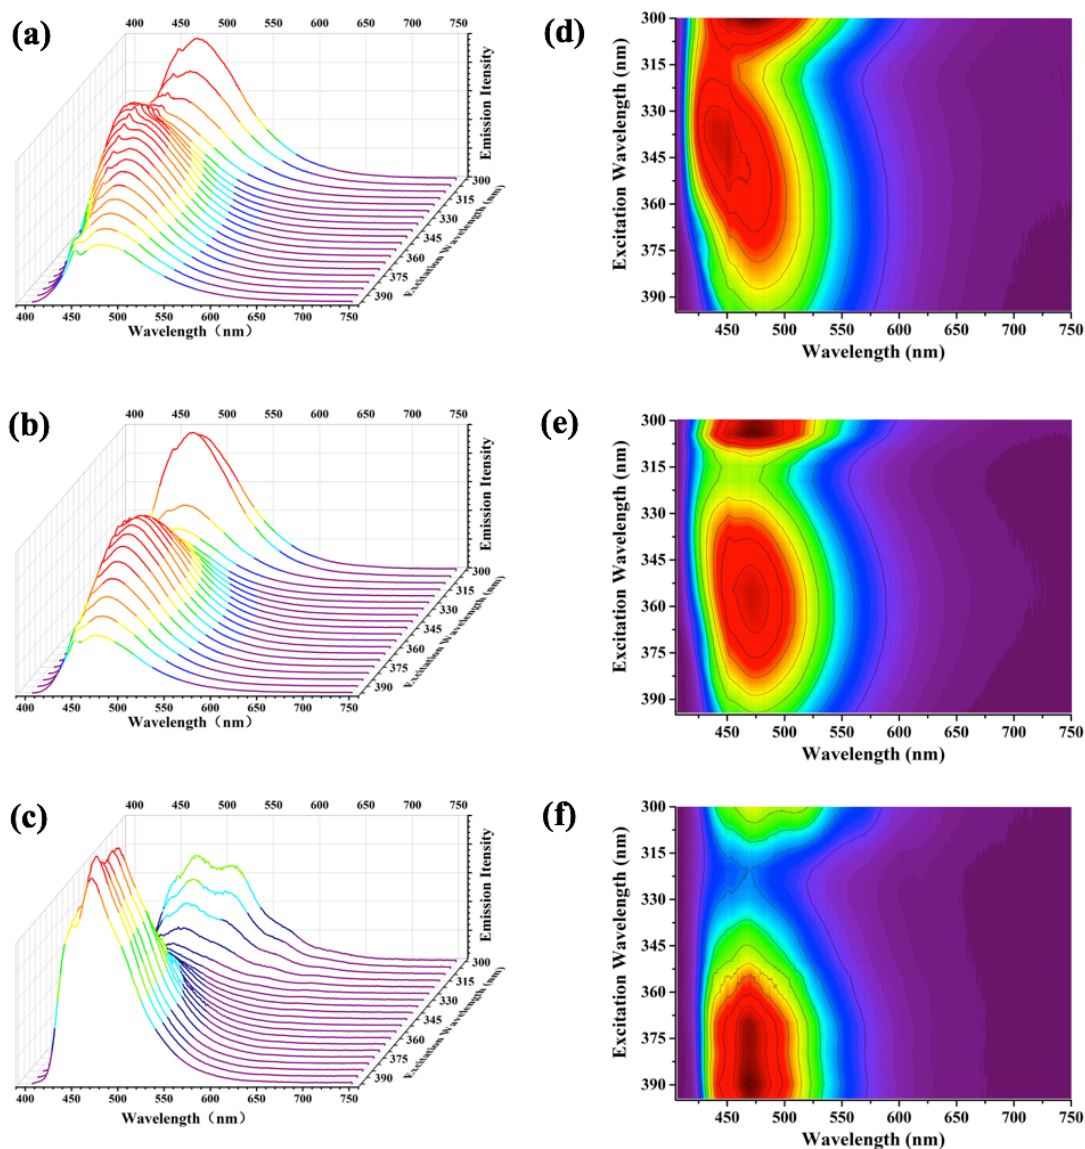 (a)
400 450 500 550 600 650 700 750
Emission Itensity
300
315
330
345
360
375
390
Excitation Wavelength (nm)
400 450 500 550 600 650 700 750
Wavelength（nm）
(d)
Excitation Wavelength (nm)
300
315
330
345
360
375
390
450 500 550 600 650 700 750
Wavelength (nm)
(b)
400 450 500 550 600 650 700 750
Emission Itensity
300
315
330
345
360
375
390
Excitation Wavelength (nm)
400 450 500 550 600 650 700 750
Wavelength（nm）
(e)
Excitation Wavelength (nm)
300
315
330
345
360
375
390
450 500 550 600 650 700 750
Wavelength (nm)
(c)
400 450 500 550 600 650 700 750
Emission Itensity
300
315
330
345
360
375
390
Excitation Wavelength (nm)
400 450 500 550 600 650 700 750
Wavelength（nm）
(f)
Excitation Wavelength (nm)
300
315
330
345
360
375
390
450 500 550 600 650 700 750
Wavelength (nm)